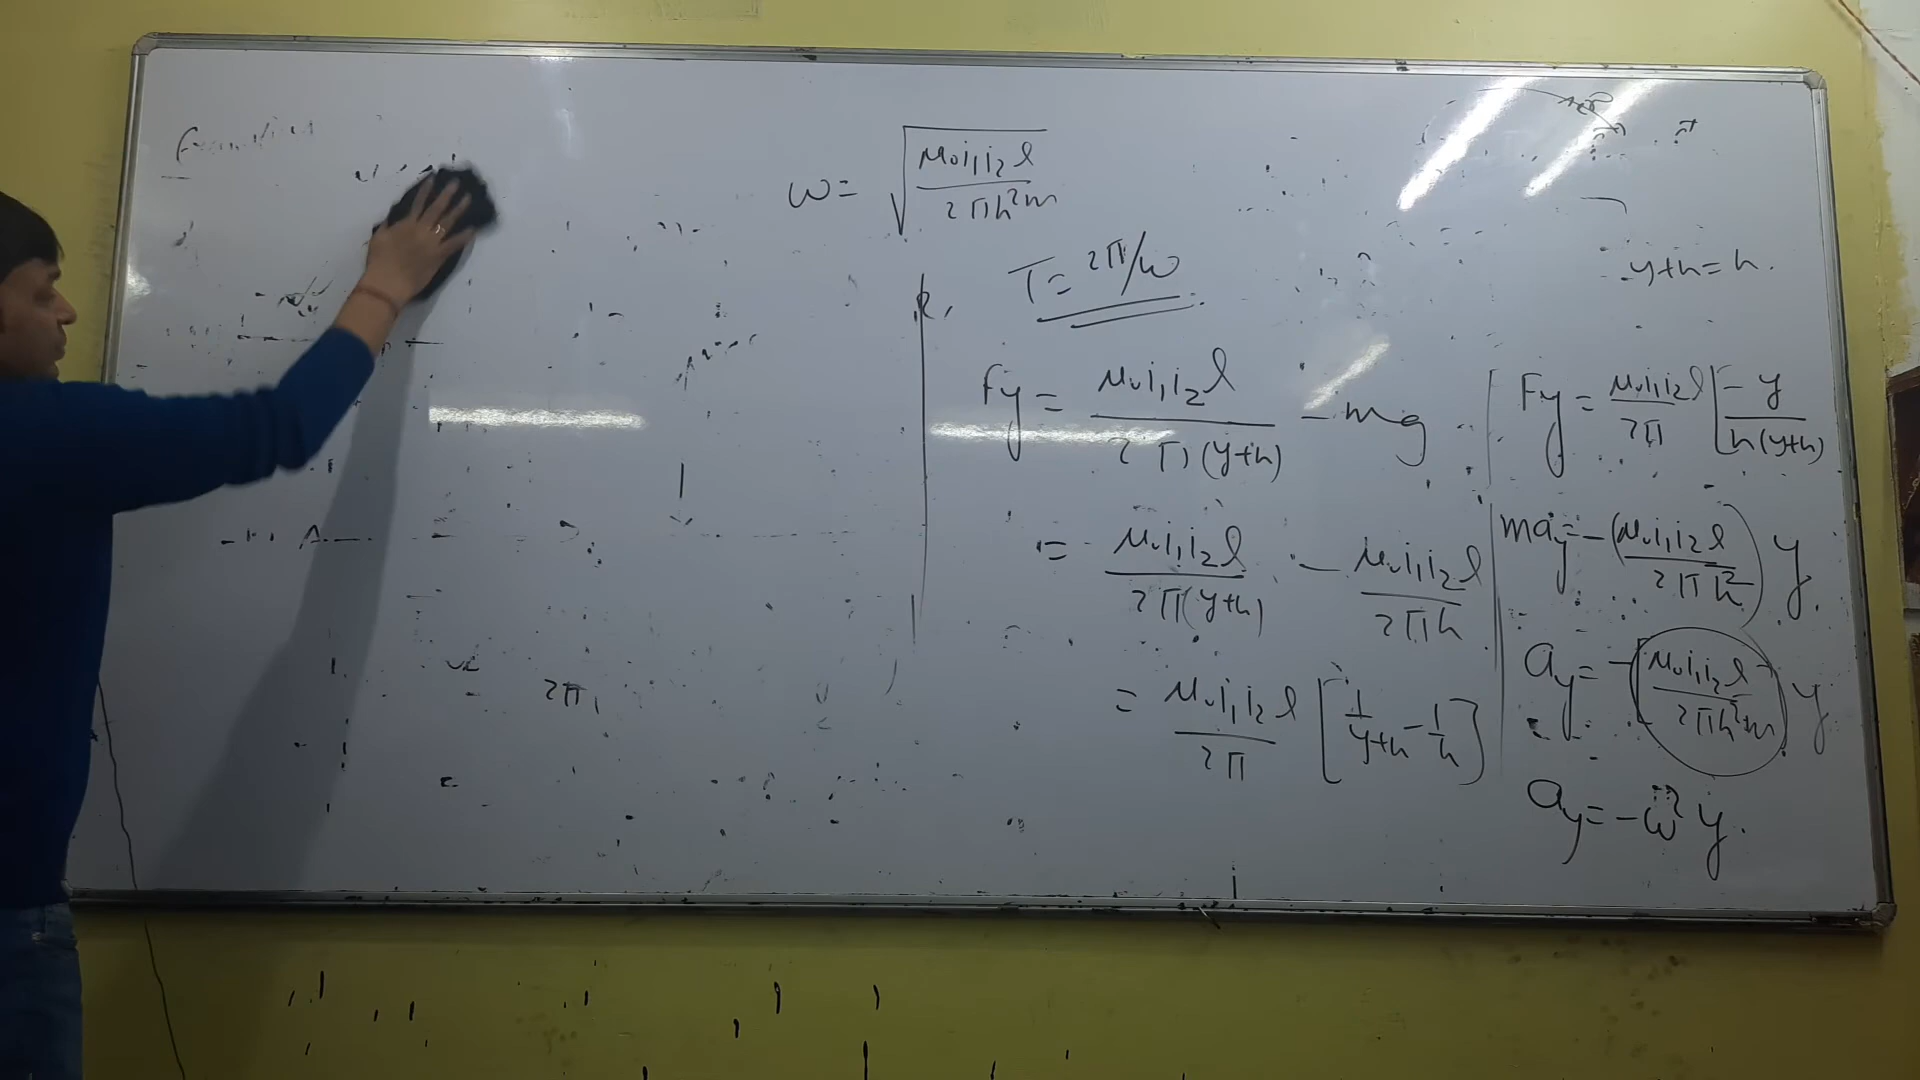 ω = √(μ₀i₁i₂l / 2πh²m)
T = 2π/ω
y+h = h.
Fy = μ₀i₁i₂l / 2π(y+h) - mg
= μ₀i₁i₂l / 2π(y+h) - μ₀i₁i₂l / 2πh
= μ₀i₁i₂l / 2π [1/(y+h) - 1/h]
Fy = μ₀i₁i₂l / 2π [-y / h(y+h)
may = -(μ₀i₁i₂l / 2πh²) y.
ay = -[μ₀i₁i₂l / 2πh²m] y.
ay = -ω²y.
2π